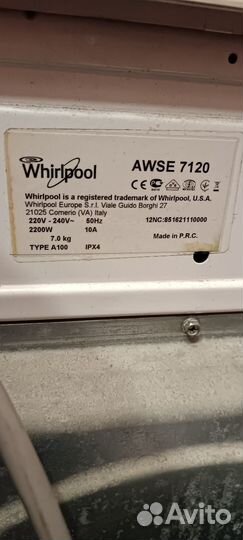 Whirlpool
AWSE 7120
Whirlpool is a registered trademark of Whirlpool, U.S.A.
Whirlpool Europe S.r.l. Viale Guido Borghi 27
21025 Comerio (VA) Italy
12NC:851621110000
220V - 240V~ 50Hz
2200W 10A
7.0 kg
Made in P.R.C.
TYPE A100 IPX4
Avito